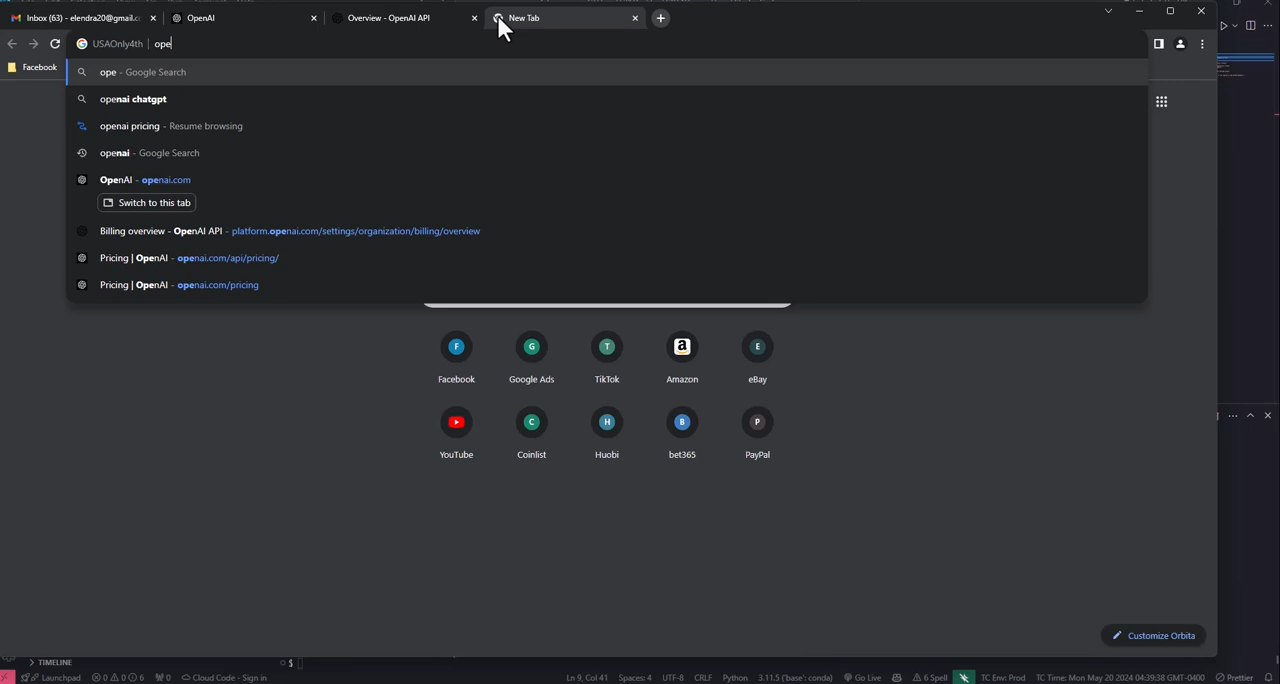 Inbox (63) - elendra20@gmail.c
OpenAI
Overview - OpenAI API
New Tab
USAOnly4th | ope
Facebook
ope - Google Search
openai chatgpt
openai pricing - Resume browsing
openai - Google Search
OpenAI - openai.com
Switch to this tab
Billing overview - OpenAI API - platform.openai.com/settings/organization/billing/overview
Pricing | OpenAI - openai.com/api/pricing/
Pricing | OpenAI - openai.com/pricing
F G T a E
Facebook Google Ads TikTok Amazon eBay
C H B P
YouTube Coinlist Huobi bet365 PayPal
Customize Orbita
TIMELINE
$
Launchpad 0 0 6 0 Cloud Code - Sign in Ln 9, Col 41 Spaces: 4 UTF-8 CRLF Python 3.11.5 ('base': conda) Go Live 6 Spell TC Env: Prod TC Time: Mon May 20 2024 04:39:38 GMT-0400 Prettier